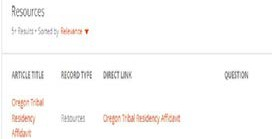 Resources
5+ Results • Sorted by Relevance ▼
ARTICLE TITLE RECORD TYPE DIRECT LINK QUESTION
Oregon Tribal
Residency Resources Oregon Tribal Residency Affidavit
Affidavit